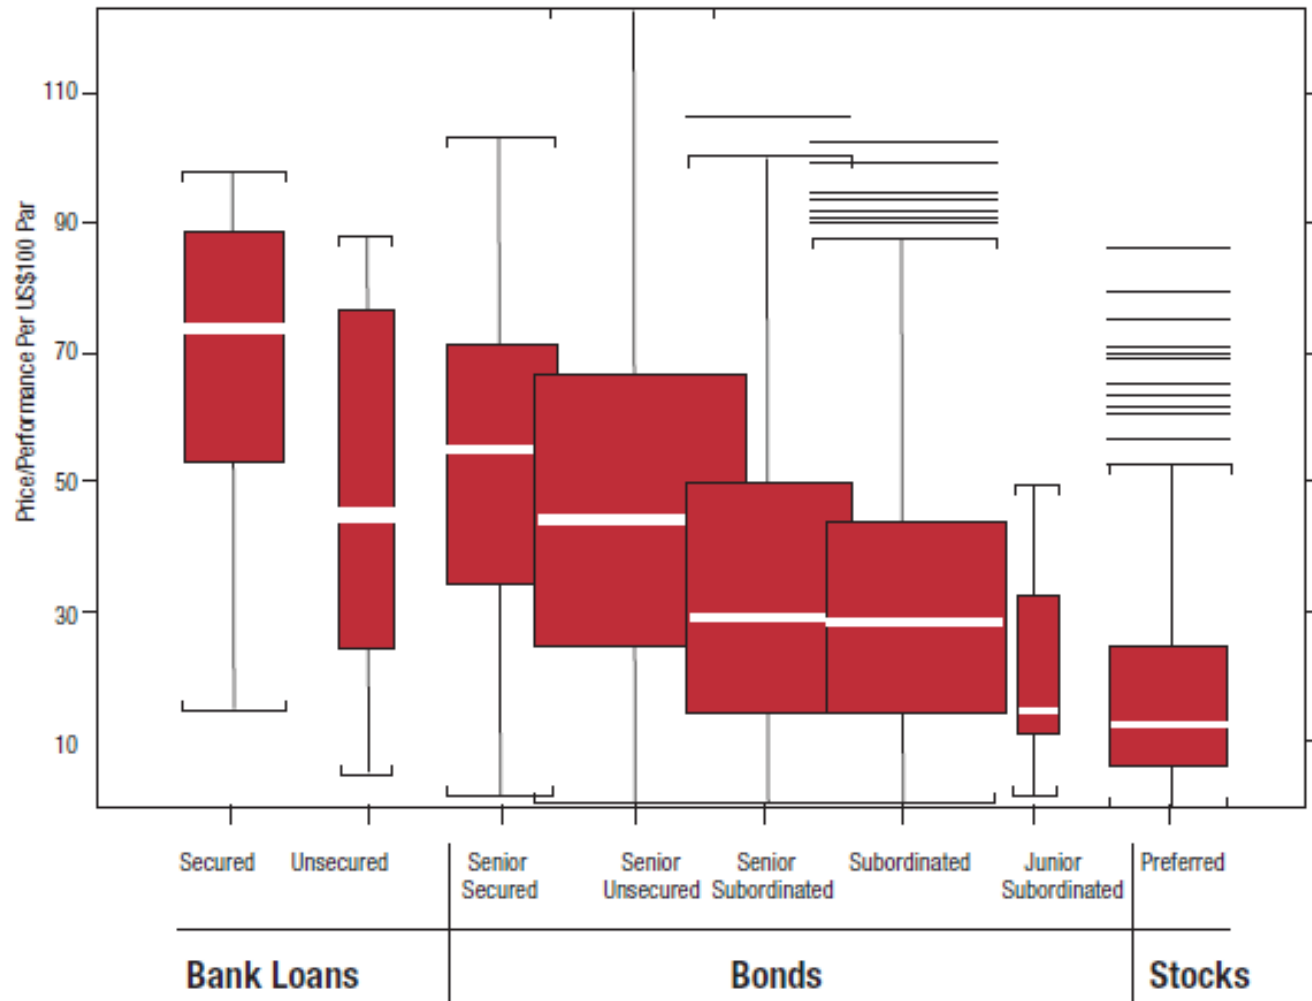 Price/Performance Per US$100 Par
110
90
70
50
30
10
Secured
Unsecured
Senior
Secured
Senior
Unsecured
Senior
Subordinated
Subordinated
Junior
Subordinated
Preferred
Bank Loans
Bonds
Stocks